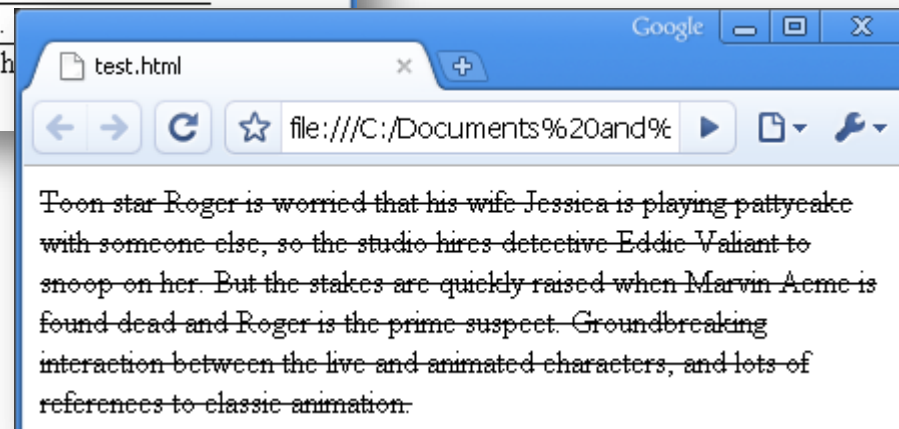 .
h
Google
test.html
file:///C:/Documents%20and%
Toon star Roger is worried that his wife Jessica is playing pattycake
with someone else, so the studio hires detective Eddie Valiant to
snoop on her. But the stakes are quickly raised when Marvin Acme is
found dead and Roger is the prime suspect. Groundbreaking
interaction between the live and animated characters, and lots of
references to classic animation.